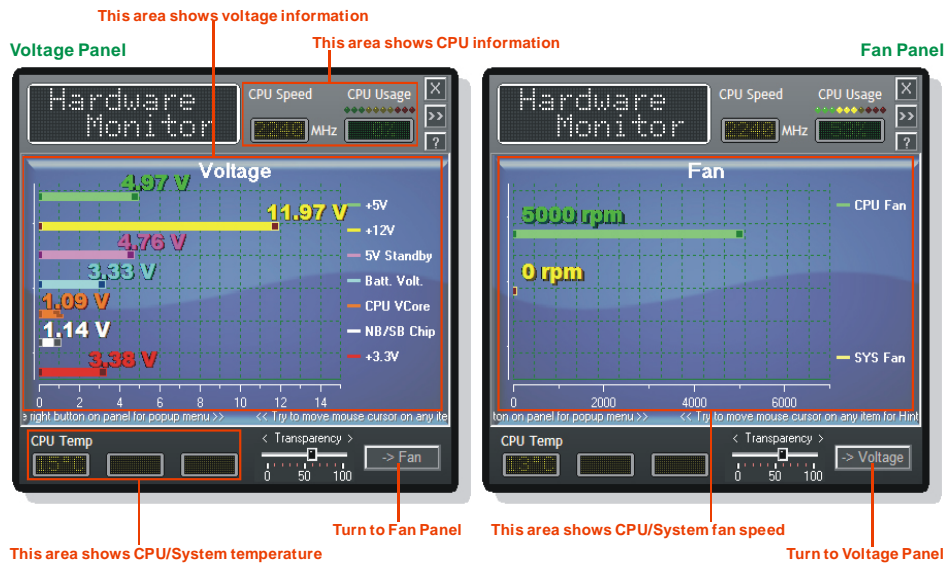 This area shows voltage information
This area shows CPU information
Voltage Panel
Fan Panel
Hardware
Monitor
CPU Speed
CPU Usage
X
2240 MHz
0%
>>
?
Voltage
4.97 V
11.97 V
4.76 V
3.33 V
1.09 V
1.14 V
3.38 V
+5V
+12V
5V Standby
Batt. Volt.
CPU VCore
NB/SB Chip
+3.3V
0 2 4 6 8 10 12 14
e right button on panel for popup menu >> << Try to move mouse cursor on any ite
CPU Temp
15°C
< Transparency >
0 50 100
-> Fan
Hardware
Monitor
CPU Speed
CPU Usage
X
2240 MHz
50%
>>
?
Fan
5000 rpm
0 rpm
CPU Fan
SYS Fan
0 2000 4000 6000
ton on panel for popup menu >> << Try to move mouse cursor on any item for Hint
CPU Temp
13°C
< Transparency >
0 50 100
-> Voltage
Turn to Fan Panel
This area shows CPU/System fan speed
This area shows CPU/System temperature
Turn to Voltage Panel